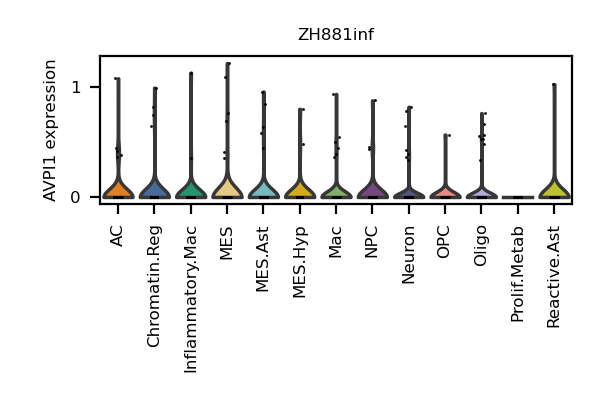 ZH881inf
AVPI1 expression
1
0
AC
Chromatin.Reg
Inflammatory.Mac
MES
MES.Ast
MES.Hyp
Mac
NPC
Neuron
OPC
Oligo
Prolif.Metab
Reactive.Ast